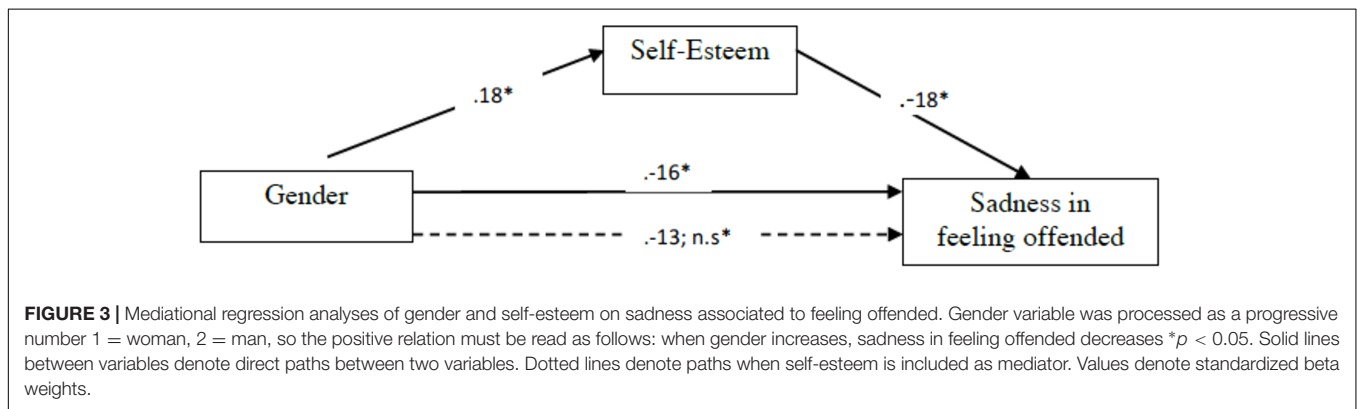 Self-Esteem
.18*
.-18*
.-16*
Gender
Sadness in
feeling offended
.-13; n.s*
FIGURE 3 | Mediational regression analyses of gender and self-esteem on sadness associated to feeling offended. Gender variable was processed as a progressive
number 1 = woman, 2 = man, so the positive relation must be read as follows: when gender increases, sadness in feeling offended decreases *p < 0.05. Solid lines
between variables denote direct paths between two variables. Dotted lines denote paths when self-esteem is included as mediator. Values denote standardized beta
weights.